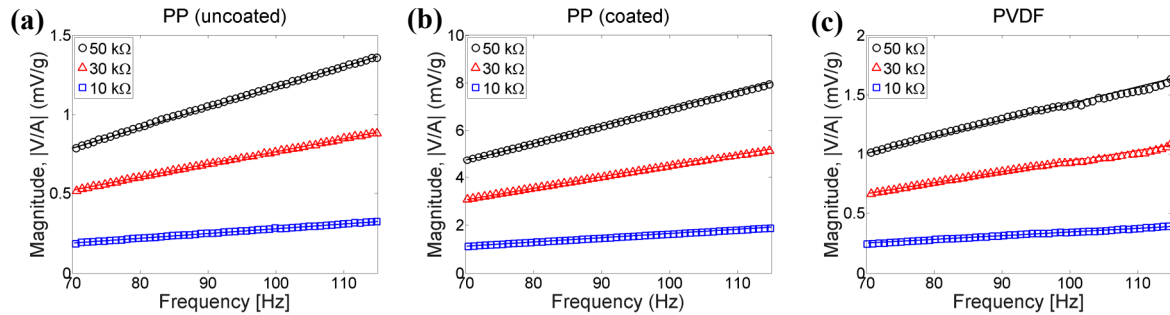 (a) PP (uncoated)
Magnitude, |V/A| (mV/g)
1.5
1
0.5
0
50 kΩ
30 kΩ
10 kΩ
70 80 90 100 110
Frequency [Hz]
(b) PP (coated)
Magnitude, |V/A| (mV/g)
10
8
6
4
2
0
50 kΩ
30 kΩ
10 kΩ
70 80 90 100 110
Frequency (Hz)
(c) PVDF
Magnitude, |V/A| (mV/g)
2
1.5
1
0.5
0
50 kΩ
30 kΩ
10 kΩ
70 80 90 100 110
Frequency [Hz]